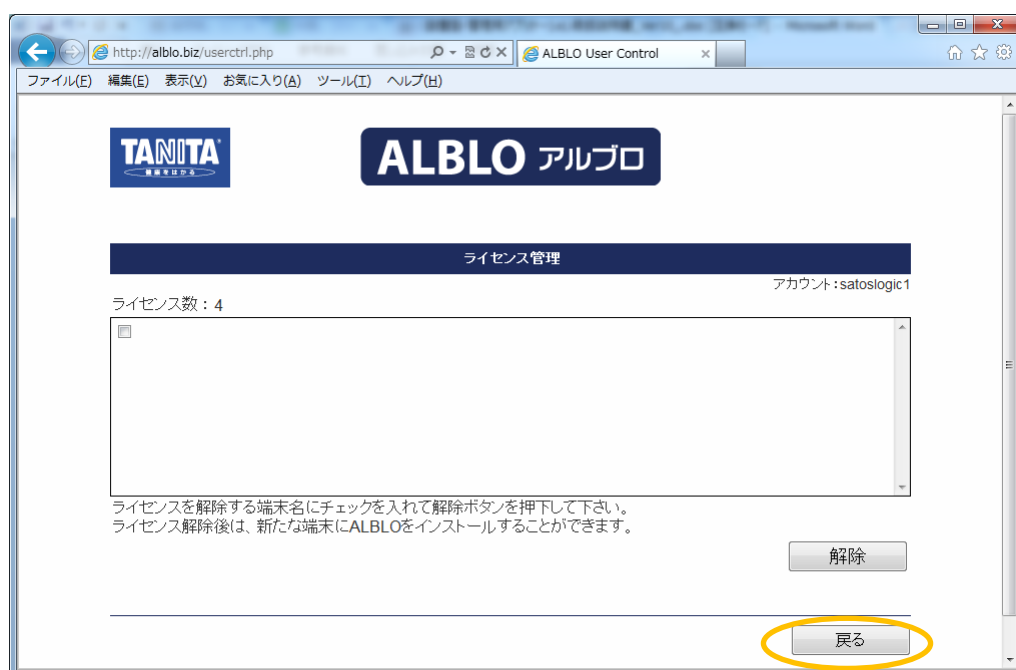 http://alblo.biz/userctrl.php
ALBLO User Control
ファイル(F) 編集(E) 表示(V) お気に入り(A) ツール(T) ヘルプ(H)
TANITA
健康をはかる
ALBLO アルブロ
ライセンス管理
アカウント：satoslogic1
ライセンス数：4
ライセンスを解除する端末名にチェックを入れて解除ボタンを押下して下さい。
ライセンス解除後は、新たな端末にALBLOをインストールすることができます。
解除
戻る